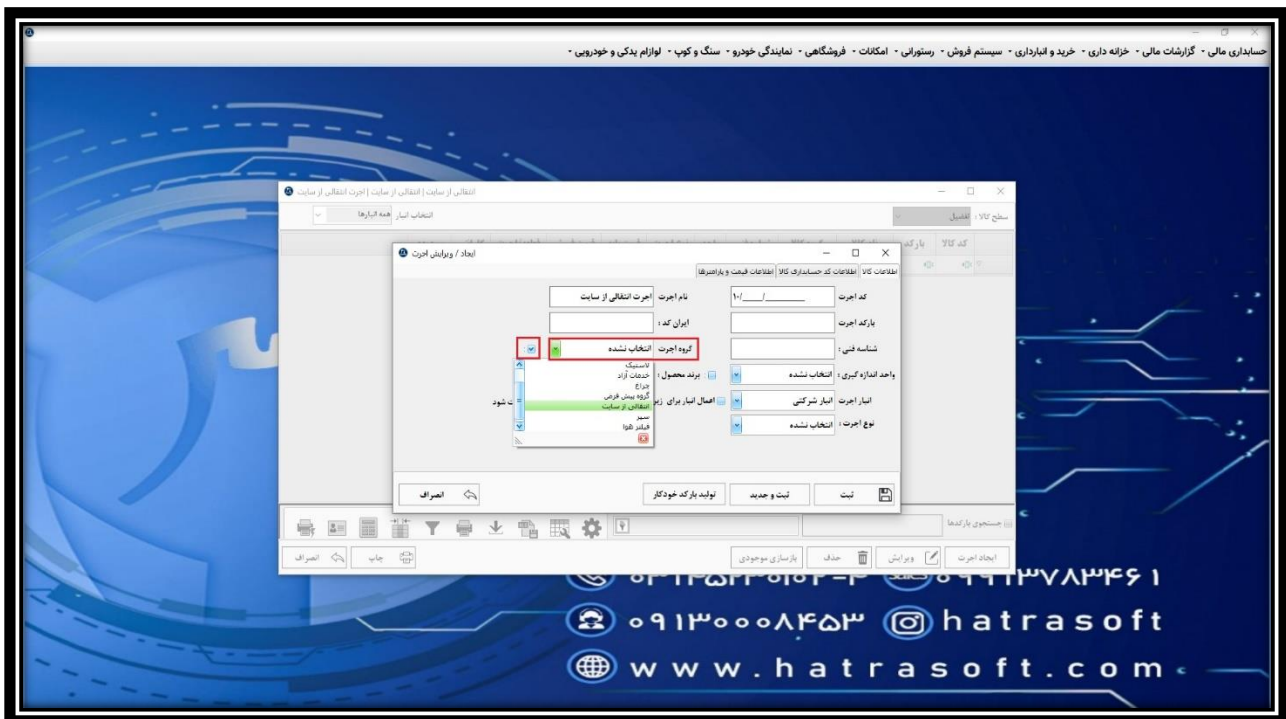 حسابداری مالی - گزارشات مالی - خزانه داری - خرید و انبارداری - سیستم فروش - رستورانی - امکانات - فروشگاهی - نمایندگی خودرو - سنگ و کوپ - لوازم یدکی و خودرویی -
انتقالی از سایت | انتقالی از سایت | اجرت انتقالی از سایت
سطح کالا : تفصیل
انتخاب انبار همه انبارها
کد کالا بارکد
ایجاد / ویرایش اجرت
اطلاعات کالا اطلاعات کد حسابداری کالا اطلاعات قیمت و پارامترها
کد اجرت ۱۰/___/________ نام اجرت اجرت انتقالی از سایت
بارکد اجرت ایران کد :
شناسه فنی : گروه اجرت انتخاب نشده
لاستیک
واحد اندازه گیری : انتخاب نشده برند محصول : خدمات آزاد
چراغ
گروه پیش فرض
انبار اجرت انبار شرکتی اعمال انبار برای زیر انتقالی از سایت ت شود
سپر
نوع اجرت : انتخاب نشده فیلتر هوا
ثبت ثبت و جدید تولید بارکد خودکار انصراف
جستجوی بارکدها
ایجاد اجرت ویرایش حذف بازسازی موجودی چاپ انصراف
۰۹۱۳۰۰۰۸۴۵۳ hatrasoft
www.hatrasoft.com